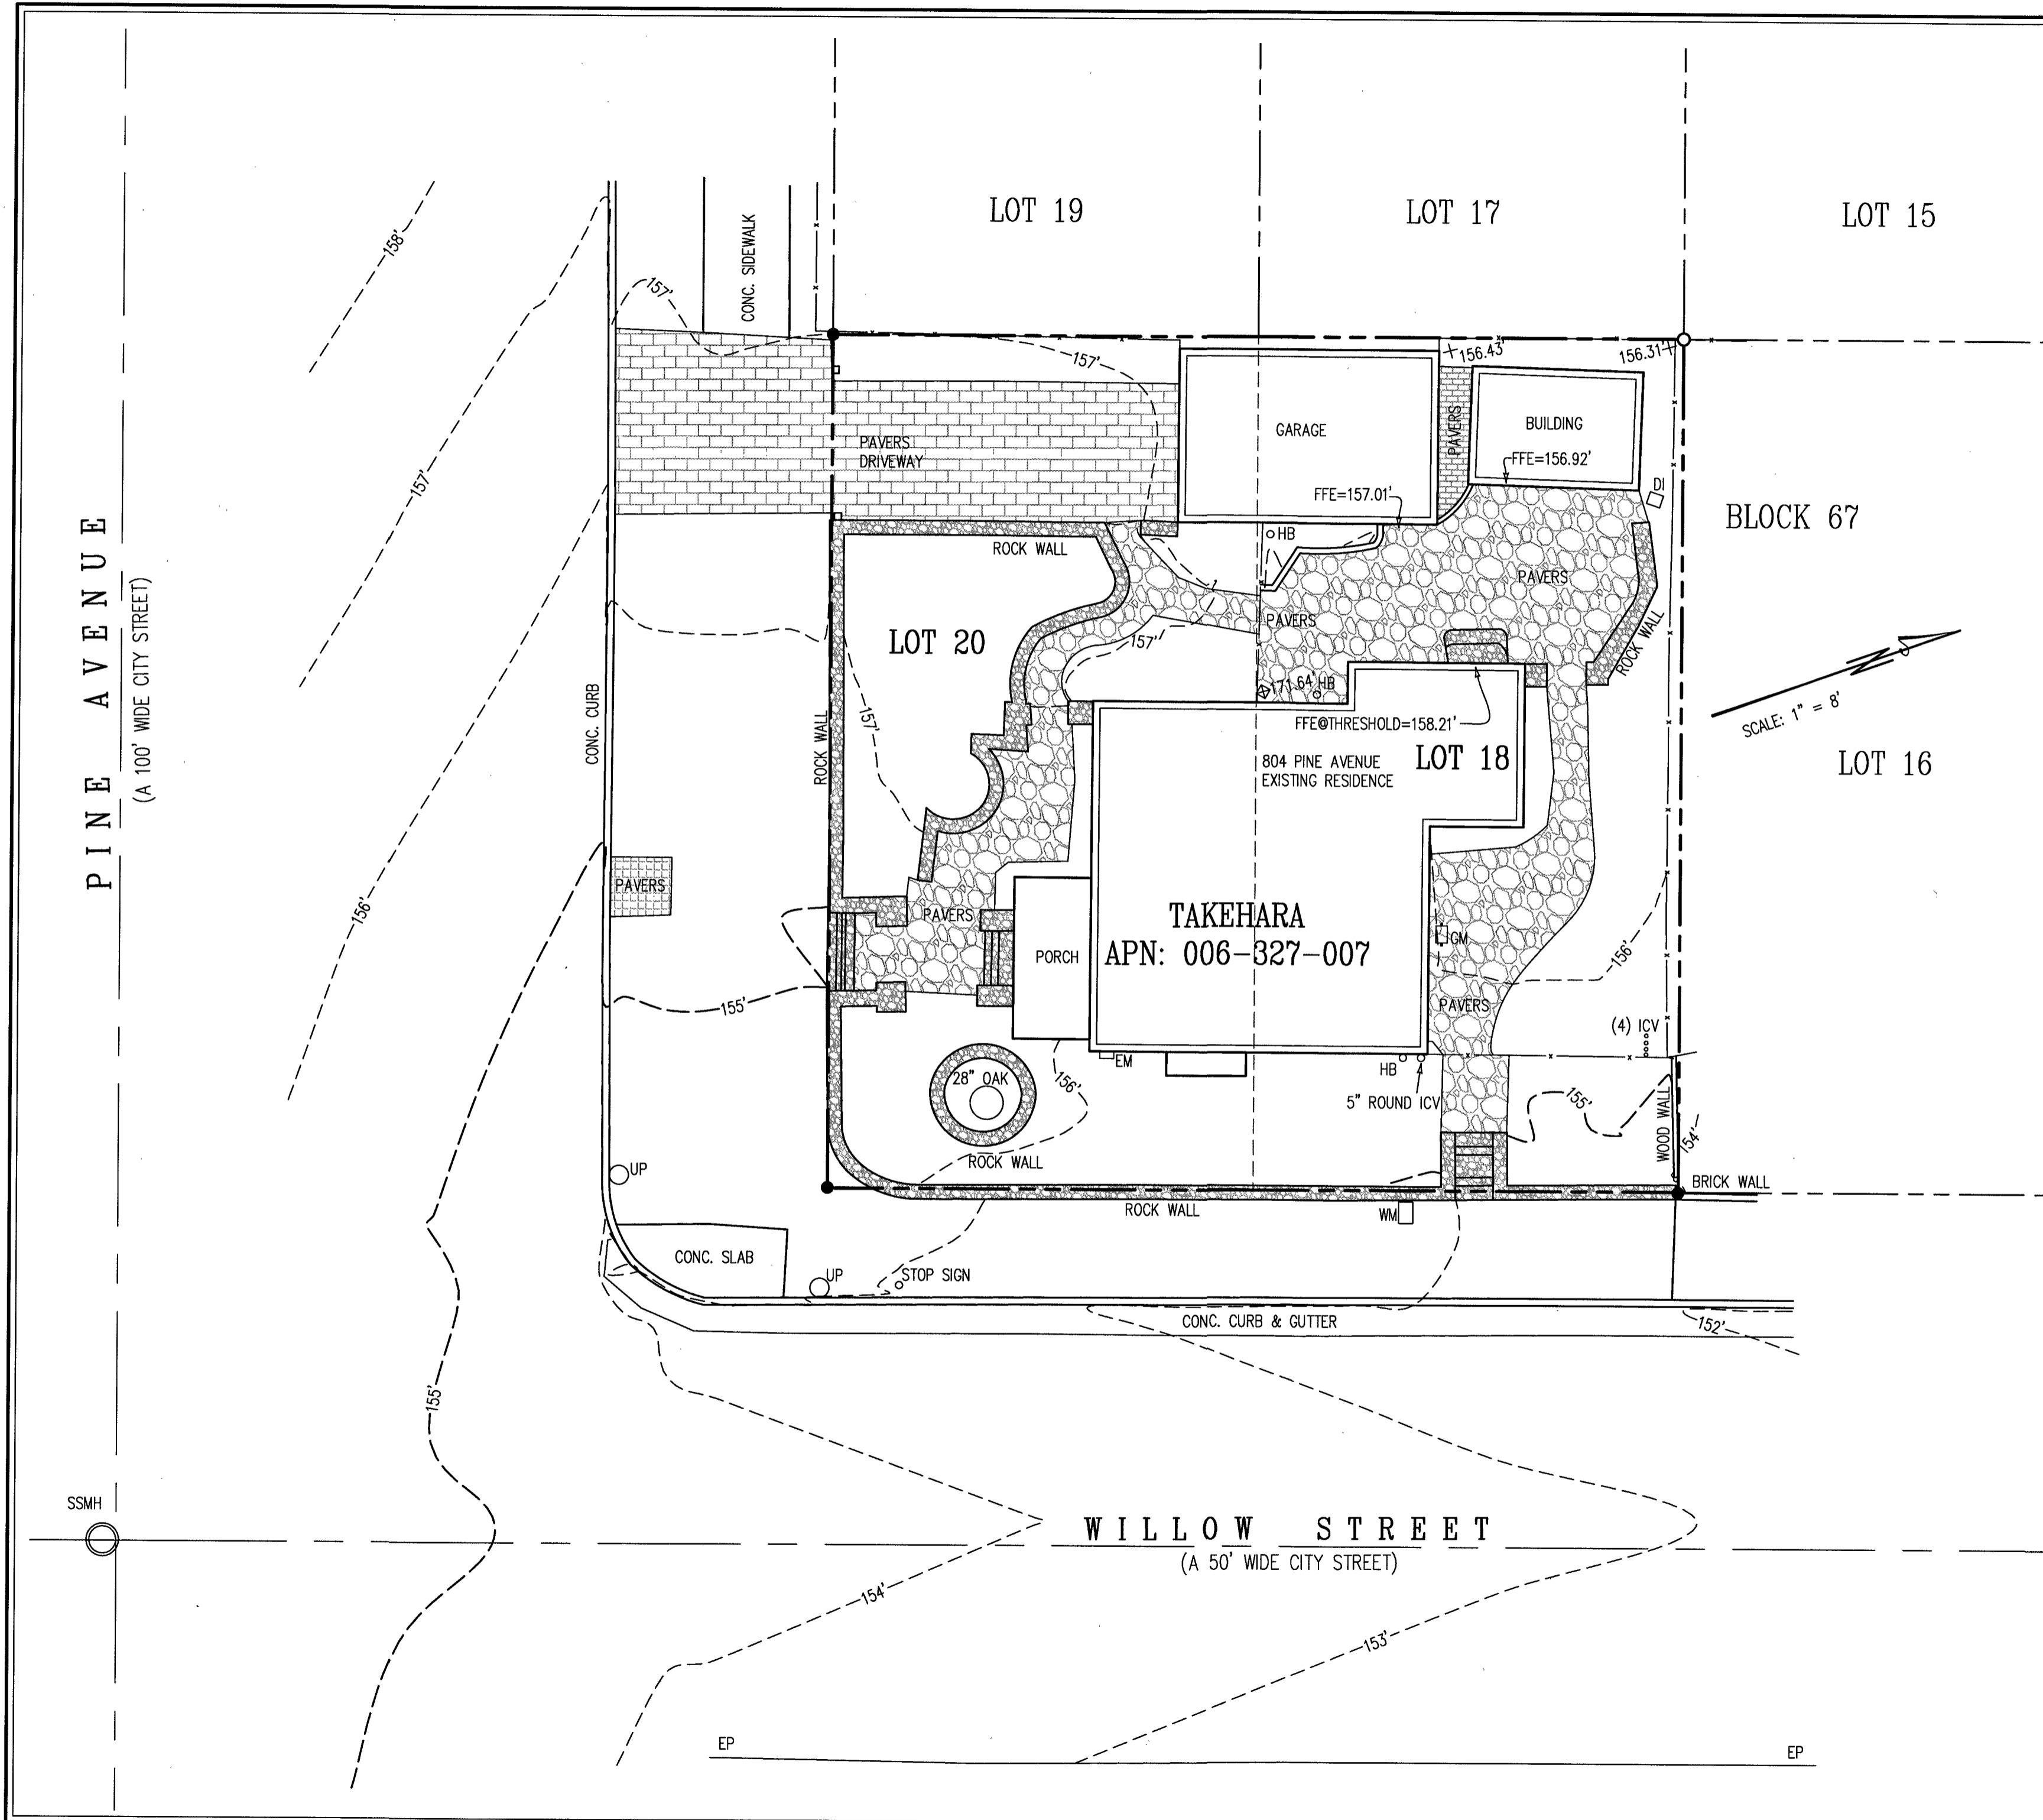 LOT 19
LOT 17
LOT 15
158'
CONC. SIDEWALK
157'
157'
156.43'
156.31'
GARAGE
PAVERS
BUILDING
PAVERS
DRIVEWAY
FFE=156.92'
157'
FFE=157.01'
DI
BLOCK 67
PINE AVENUE
(A 100' WIDE CITY STREET)
HB
ROCK WALL
PAVERS
PAVERS
LOT 20
157'
ROCK WALL
171.64'
HB
CONC. CURB
ROCK WALL
157'
FFE@THRESHOLD=158.21'
SCALE: 1" = 8'
804 PINE AVENUE
EXISTING RESIDENCE
LOT 18
LOT 16
PAVERS
156'
PAVERS
TAKEHARA
APN: 006-327-007
GM
PORCH
156'
155'
PAVERS
(4) ICV
EM
HB
28" OAK
156'
5" ROUND ICV
155'
WOOD WALL
154'
UP
ROCK WALL
BRICK WALL
ROCK WALL
WM
CONC. SLAB
UP
STOP SIGN
CONC. CURB & GUTTER
152'
155'
SSMH
WILLOW STREET
(A 50' WIDE CITY STREET)
154'
153'
EP
EP